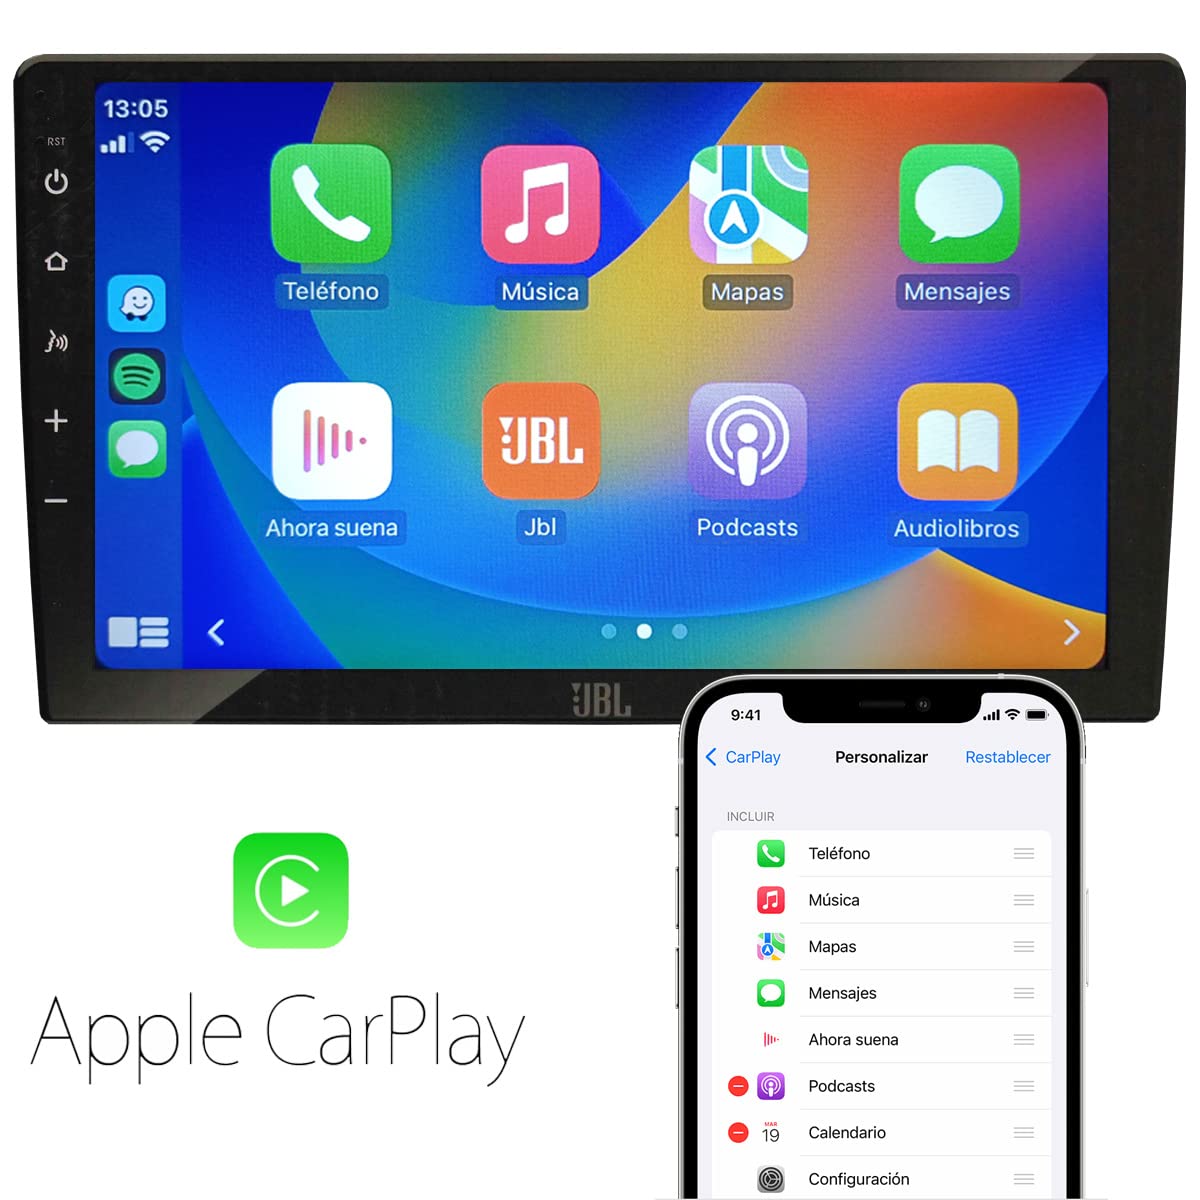 13:05
RST
Teléfono
Música
Mapas
Mensajes
JBL
Ahora suena
Jbl
Podcasts
Audiolibros
JBL
9:41
CarPlay
Personalizar
Restablecer
INCLUIR
Teléfono
Música
Mapas
Mensajes
Ahora suena
Podcasts
MAR
19
Calendario
Configuración
Apple CarPlay